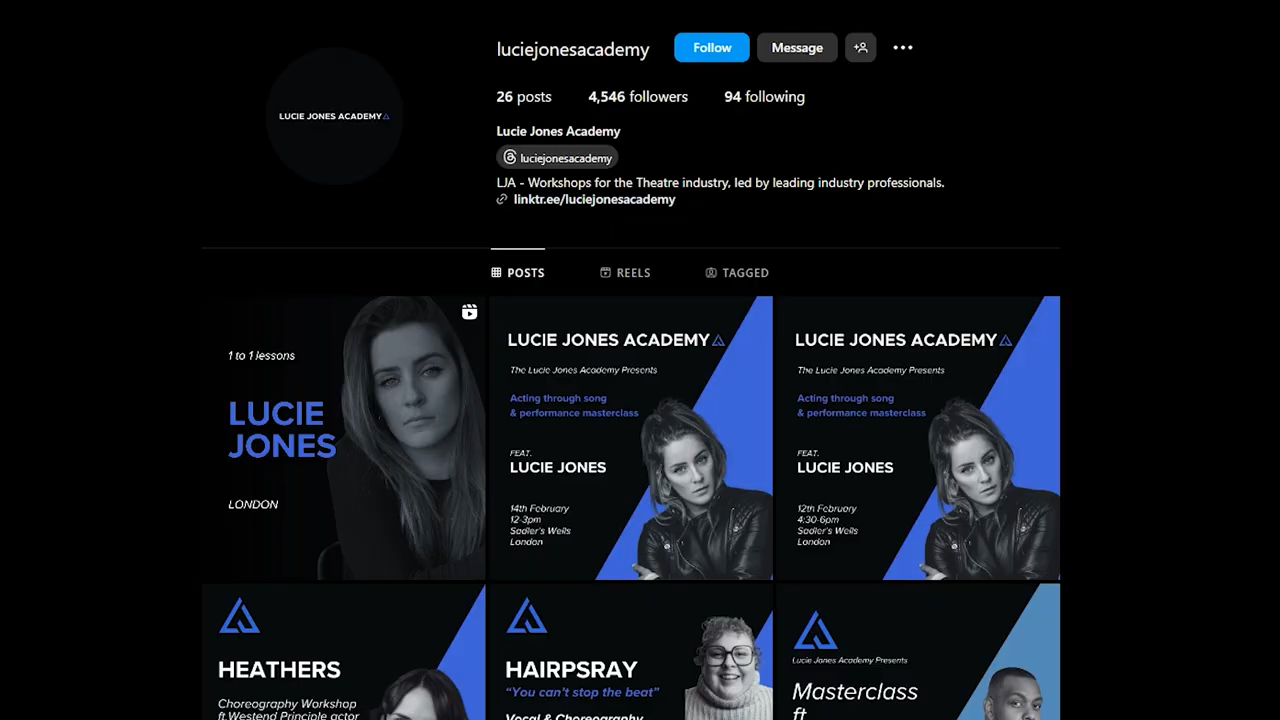 luciejonesacademy
Follow
Message
26 posts
4,546 followers
94 following
LUCIE JONES ACADEMY
Lucie Jones Academy
luciejonesacademy
LJA - Workshops for the Theatre industry, led by leading industry professionals.
linktr.ee/luciejonesacademy
POSTS
REELS
TAGGED
1 to 1 lessons
LUCIE
JONES
LONDON
LUCIE JONES ACADEMY
The Lucie Jones Academy Presents
Acting through song
& performance masterclass
FEAT.
LUCIE JONES
14th February
12-3pm
Sadler's Wells
London
LUCIE JONES ACADEMY
The Lucie Jones Academy Presents
Acting through song
& performance masterclass
FEAT.
LUCIE JONES
12th February
4:30-6pm
Sadler's Wells
London
HEATHERS
Choreography Workshop
ft.Westend Principle actor
HAIRPSRAY
“You can't stop the beat”
Vocal & Choreography
Lucie Jones Academy Presents
Masterclass
ft